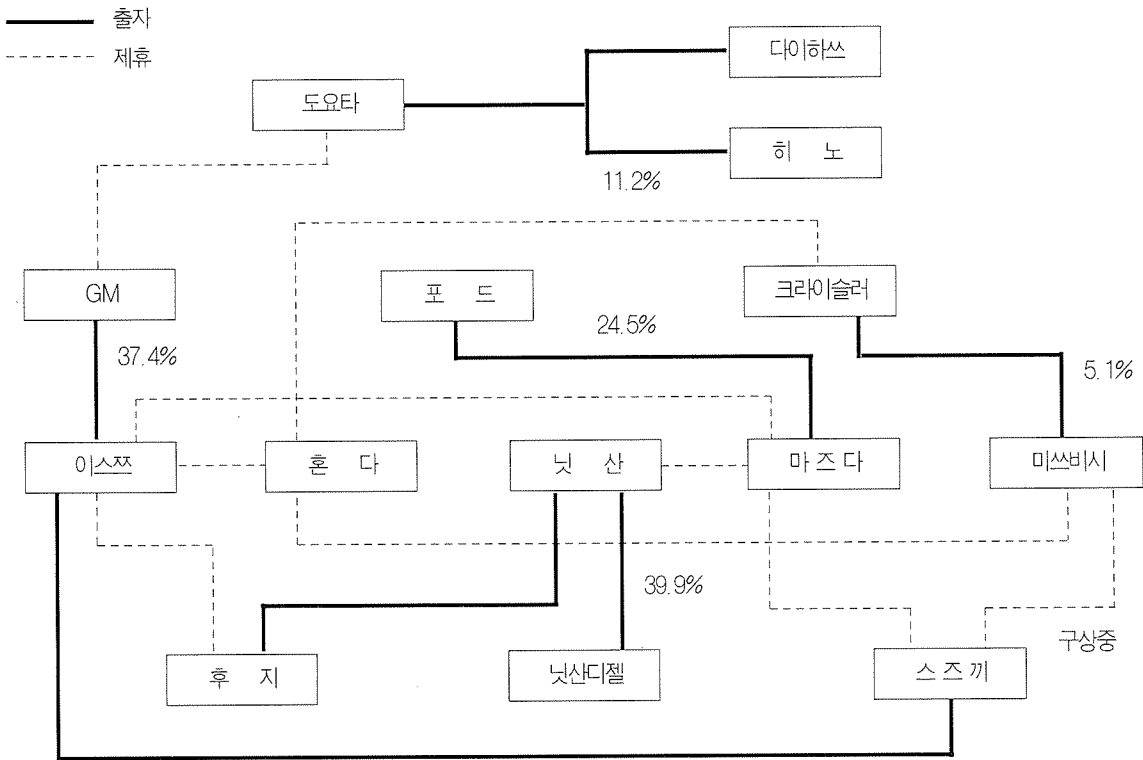 출자
제휴
다이하쓰
도요타
히 노
11.2%
GM
포 드
크라이슬러
24.5%
37.4%
5.1%
이스쯔
혼 다
닛 산
마 즈 다
미쓰비시
39.9%
구상중
후 지
닛산디젤
스 즈 끼